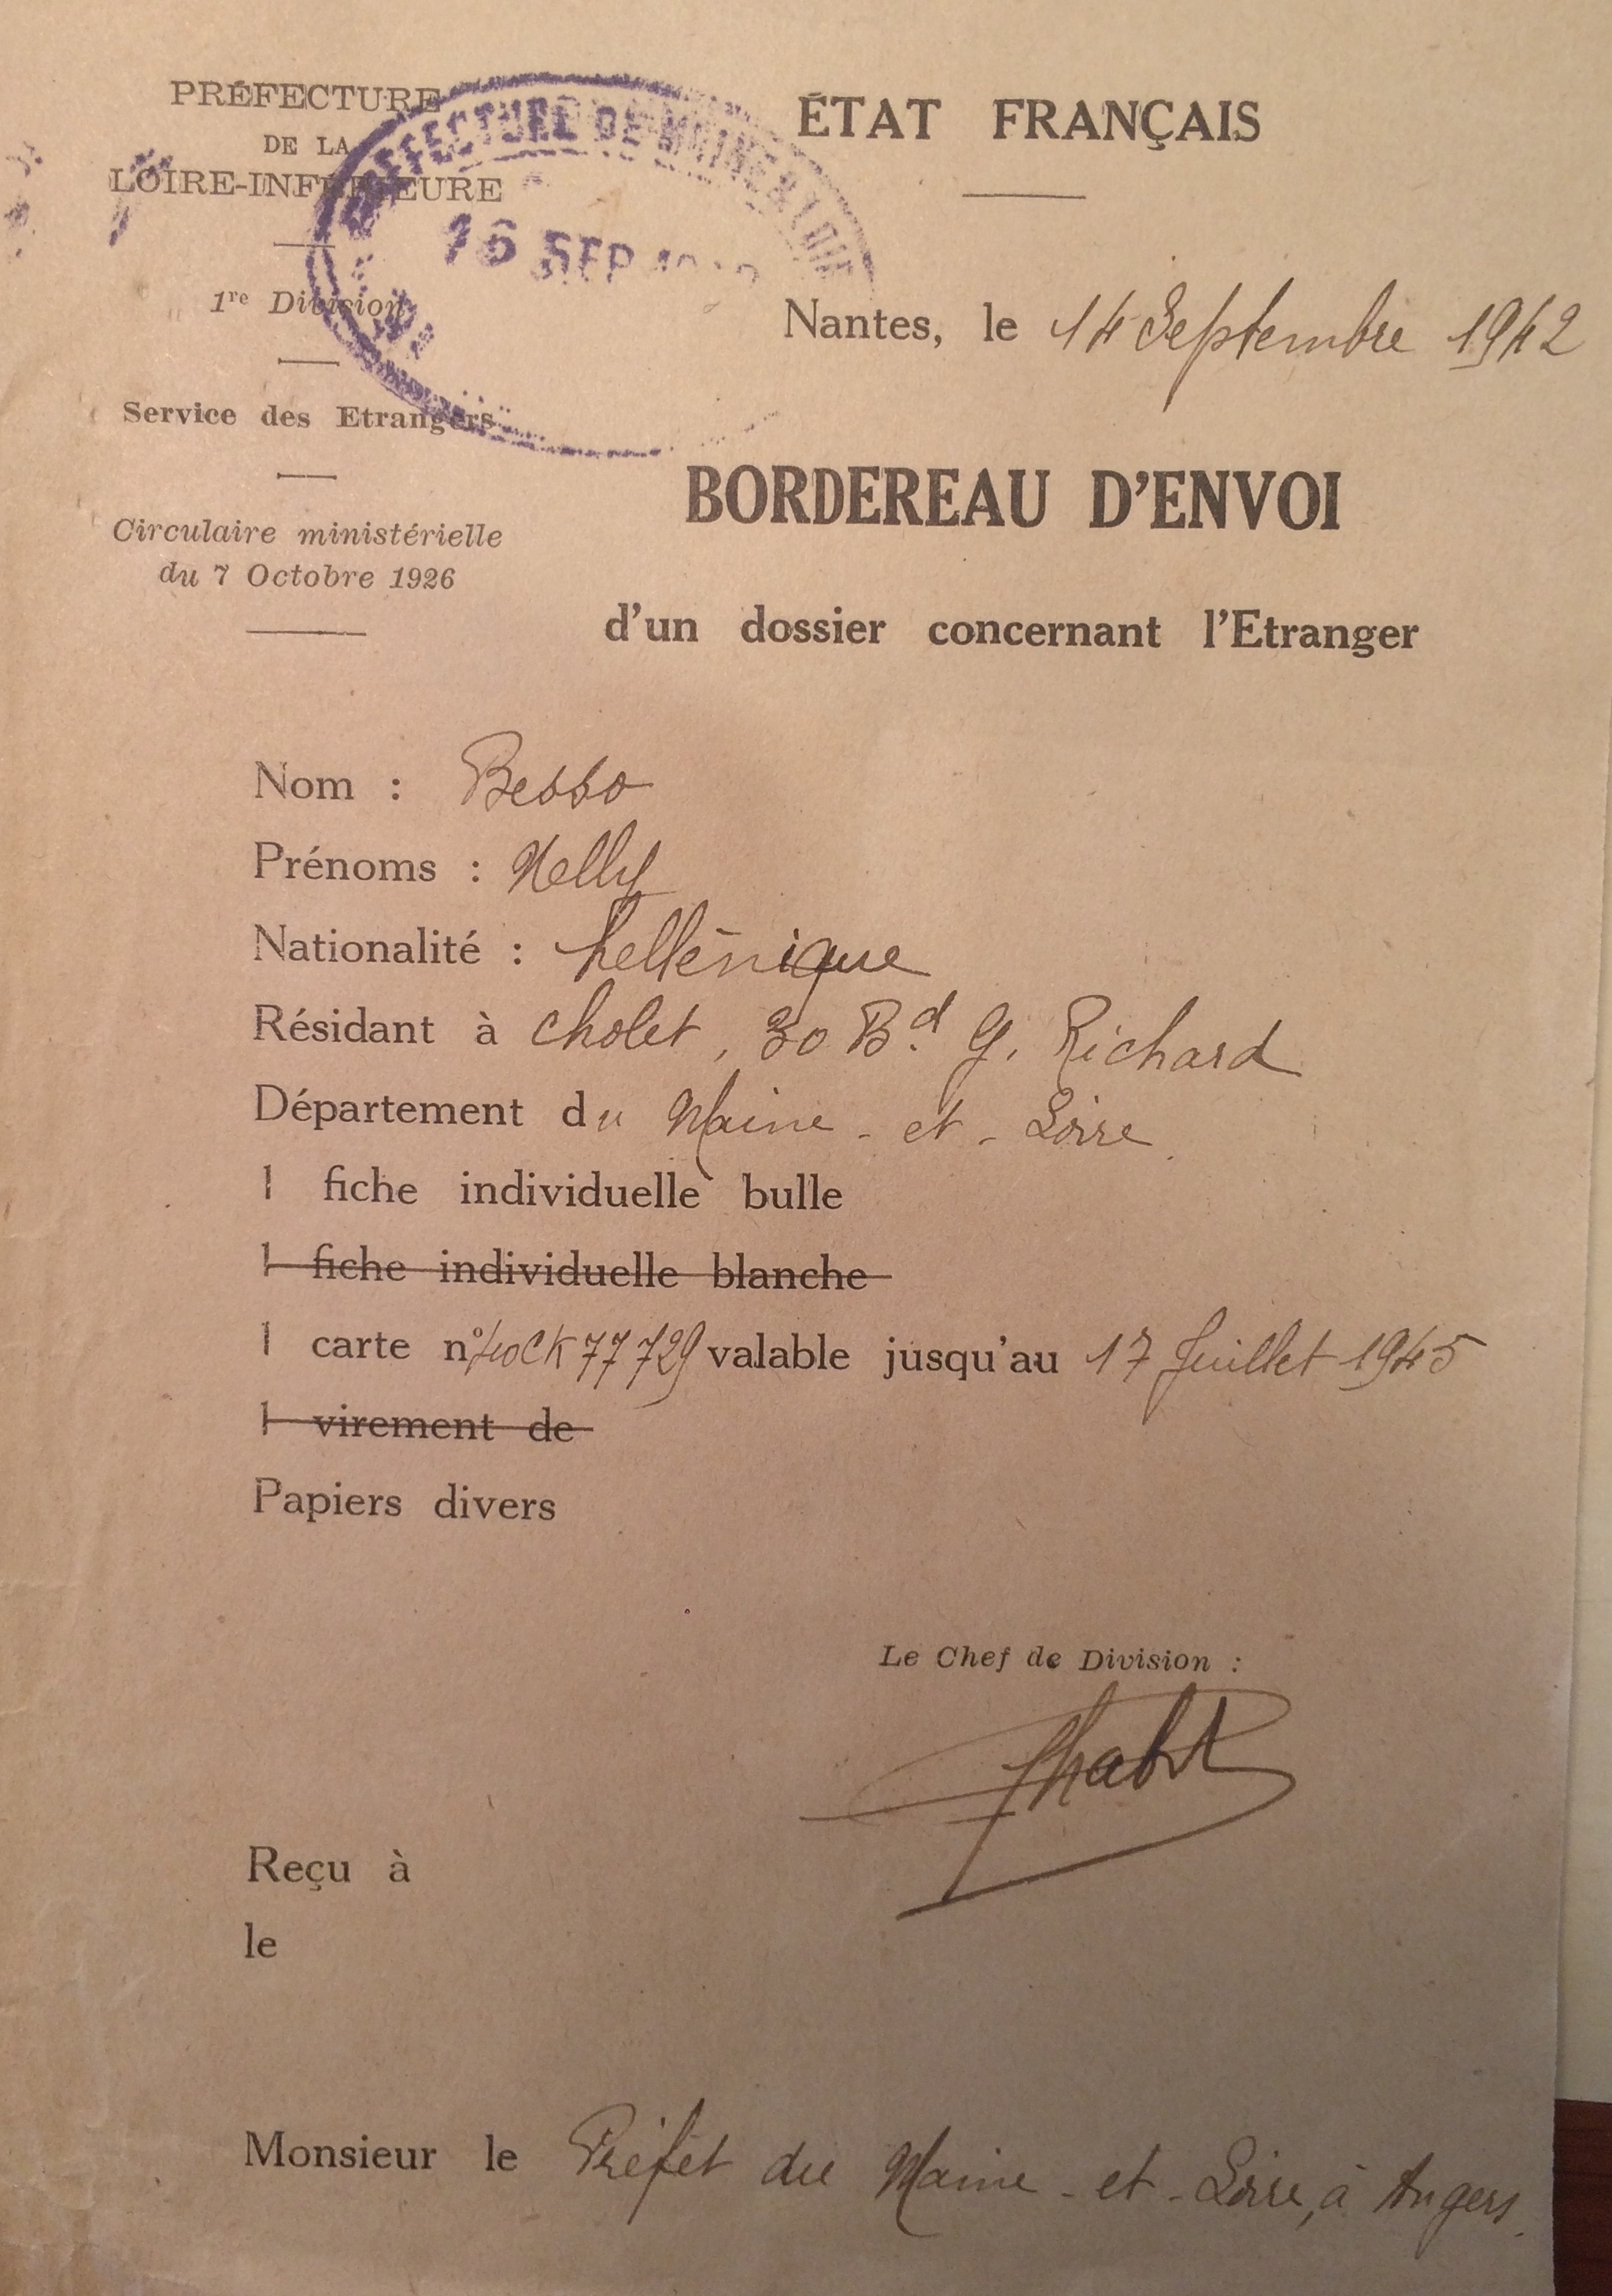 PRÉFECTURE
DE LA
LOIRE-INFÉRIEURE
1re Division
Service des Etrangers
Circulaire ministérielle
du 7 Octobre 1926
PREFECTURE DE MAINE & LOIRE
16 SEP
ÉTAT FRANÇAIS
Nantes, le 14 Septembre 1942
BORDEREAU D'ENVOI
d'un dossier concernant l'Etranger
Nom : Besso
Prénoms : Nelly
Nationalité : hellénique
Résidant à Cholet, 30 Bd G. Richard
Département du Maine-et-Loire
1 fiche individuelle bulle
1 fiche individuelle blanche
1 carte n° 40CK77729 valable jusqu'au 17 Juillet 1945
1 virement de
Papiers divers
Le Chef de Division :
Reçu à
le
Monsieur le Préfet du Maine-et-Loire, à Angers.